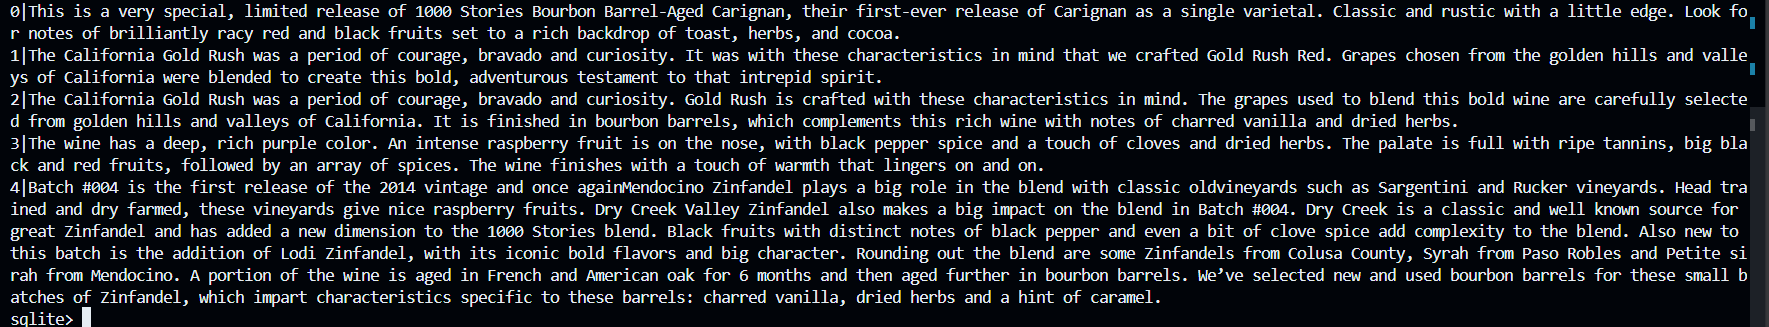 0|This is a very special, limited release of 1000 Stories Bourbon Barrel-Aged Carignan, their first-ever release of Carignan as a single varietal. Classic and rustic with a little edge. Look fo
r notes of brilliantly racy red and black fruits set to a rich backdrop of toast, herbs, and cocoa.
1|The California Gold Rush was a period of courage, bravado and curiosity. It was with these characteristics in mind that we crafted Gold Rush Red. Grapes chosen from the golden hills and valle
ys of California were blended to create this bold, adventurous testament to that intrepid spirit.
2|The California Gold Rush was a period of courage, bravado and curiosity. Gold Rush is crafted with these characteristics in mind. The grapes used to blend this bold wine are carefully selecte
d from golden hills and valleys of California. It is finished in bourbon barrels, which complements this rich wine with notes of charred vanilla and dried herbs.
3|The wine has a deep, rich purple color. An intense raspberry fruit is on the nose, with black pepper spice and a touch of cloves and dried herbs. The palate is full with ripe tannins, big bla
ck and red fruits, followed by an array of spices. The wine finishes with a touch of warmth that lingers on and on.
4|Batch #004 is the first release of the 2014 vintage and once againMendocino Zinfandel plays a big role in the blend with classic oldvineyards such as Sargentini and Rucker vineyards. Head tra
ined and dry farmed, these vineyards give nice raspberry fruits. Dry Creek Valley Zinfandel also makes a big impact on the blend in Batch #004. Dry Creek is a classic and well known source for
great Zinfandel and has added a new dimension to the 1000 Stories blend. Black fruits with distinct notes of black pepper and even a bit of clove spice add complexity to the blend. Also new to
this batch is the addition of Lodi Zinfandel, with its iconic bold flavors and big character. Rounding out the blend are some Zinfandels from Colusa County, Syrah from Paso Robles and Petite si
rah from Mendocino. A portion of the wine is aged in French and American oak for 6 months and then aged further in bourbon barrels. We’ve selected new and used bourbon barrels for these small b
atches of Zinfandel, which impart characteristics specific to these barrels: charred vanilla, dried herbs and a hint of caramel.
sqlite>